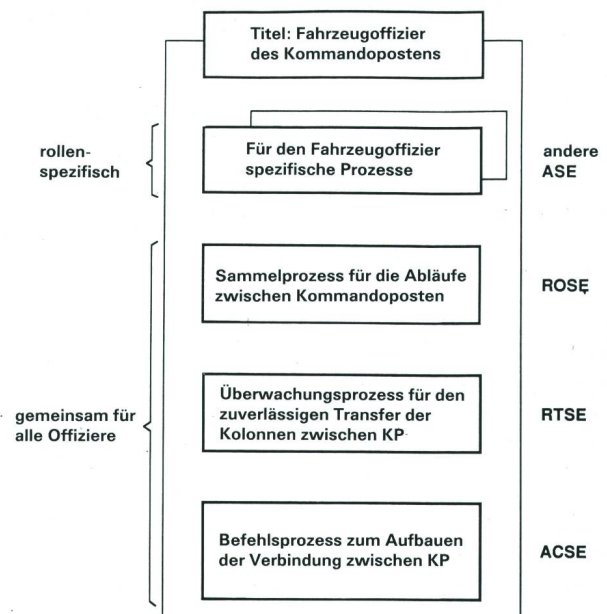 Titel: Fahrzeugoffizier
des Kommandopostens
rollen-
spezifisch
Für den Fahrzeugoffizier
spezifische Prozesse
andere
ASE
Sammelprozess für die Abläufe
zwischen Kommandoposten
ROSE
gemeinsam für
alle Offiziere
Überwachungsprozess für den
zuverlässigen Transfer der
Kolonnen zwischen KP
RTSE
Befehlsprozess zum Aufbauen
der Verbindung zwischen KP
ACSE